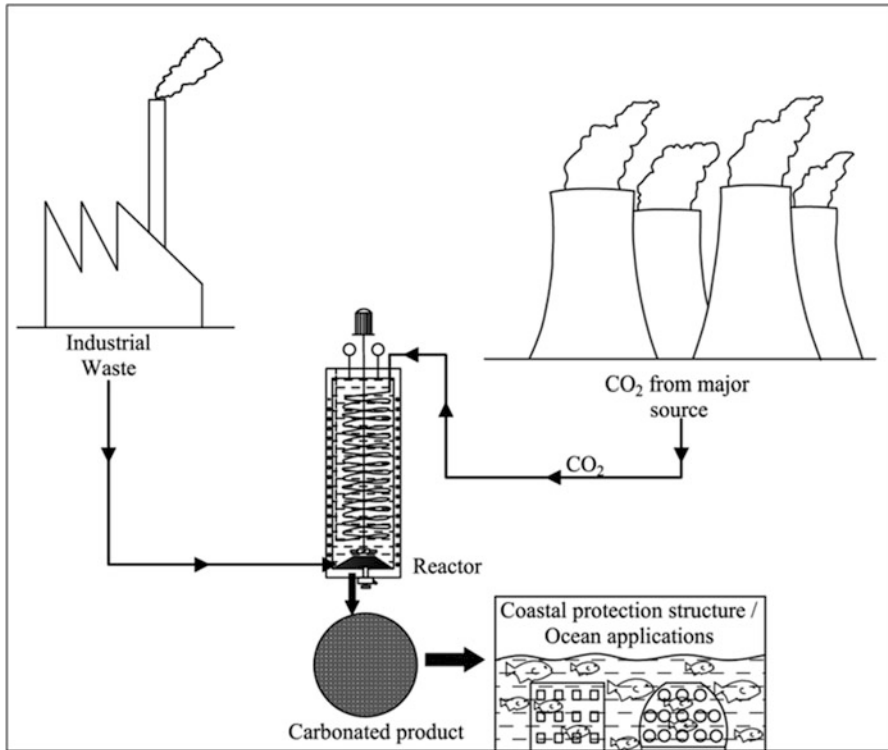 Industrial
Waste
CO₂ from major
source
CO₂
Reactor
Coastal protection structure /
Ocean applications
Carbonated product